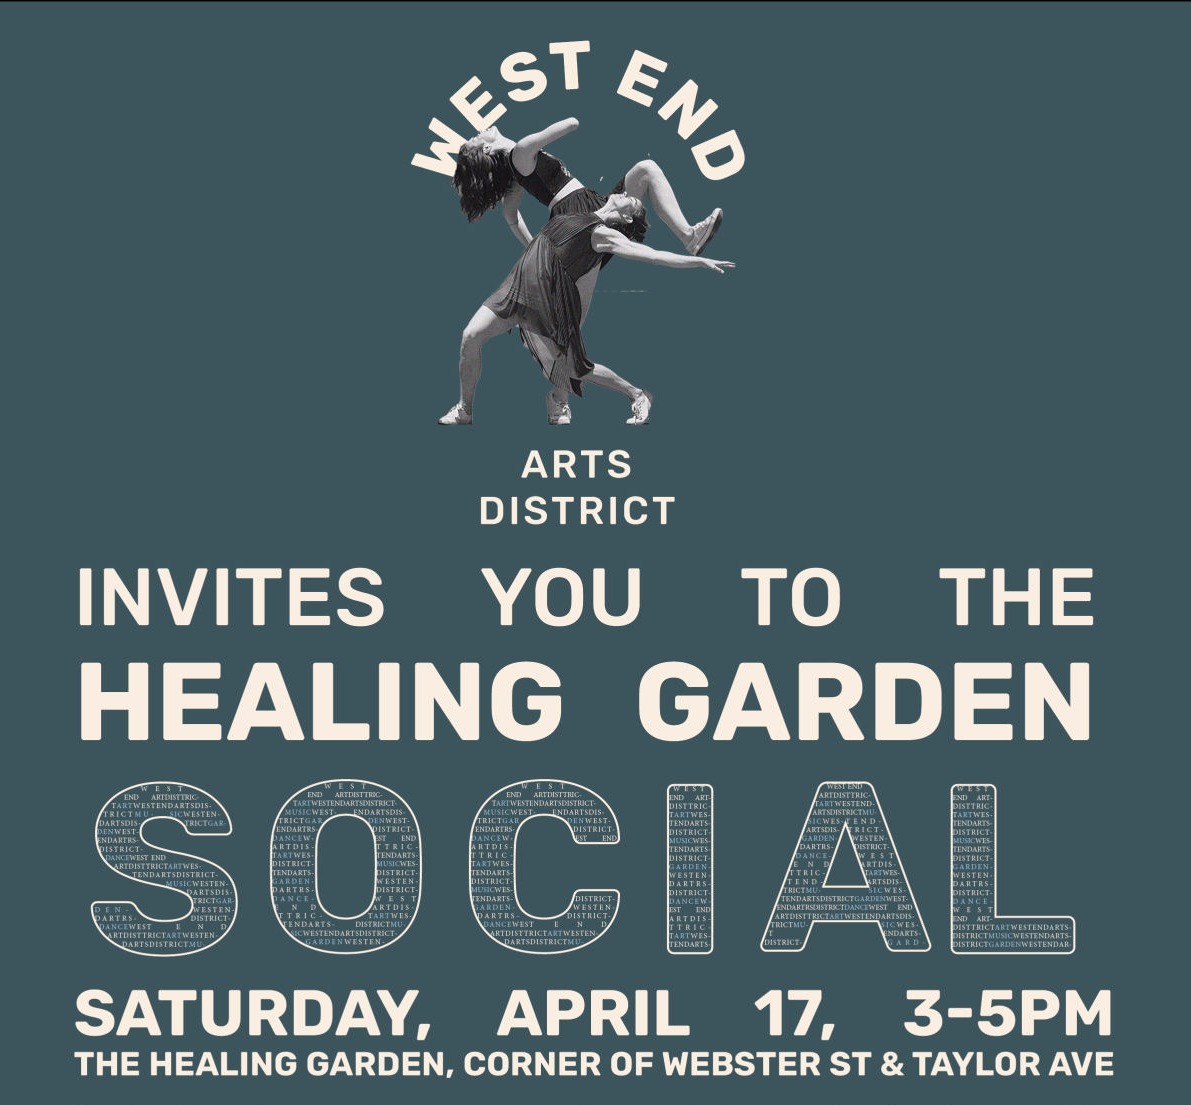 WEST END
ARTS
DISTRICT
INVITES YOU TO THE
HEALING GARDEN
SOCIAL
SATURDAY, APRIL 17, 3-5PM
THE HEALING GARDEN, CORNER OF WEBSTER ST & TAYLOR AVE